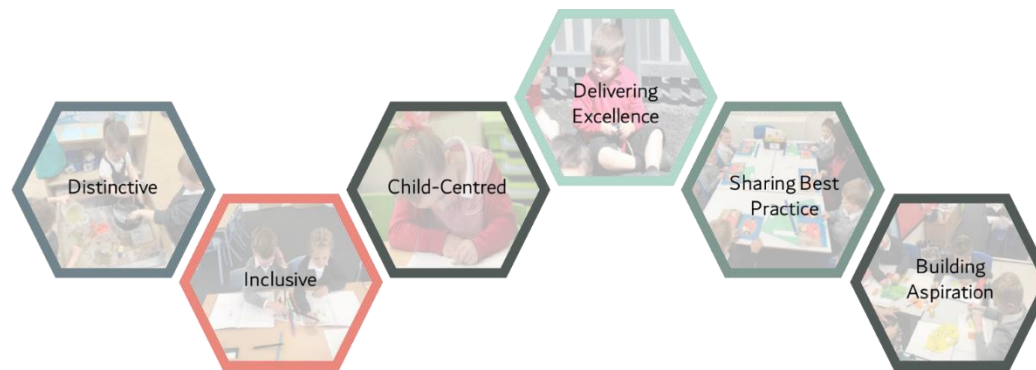 Distinctive
Inclusive
Child-Centred
Delivering
Excellence
Sharing Best
Practice
Building
Aspiration